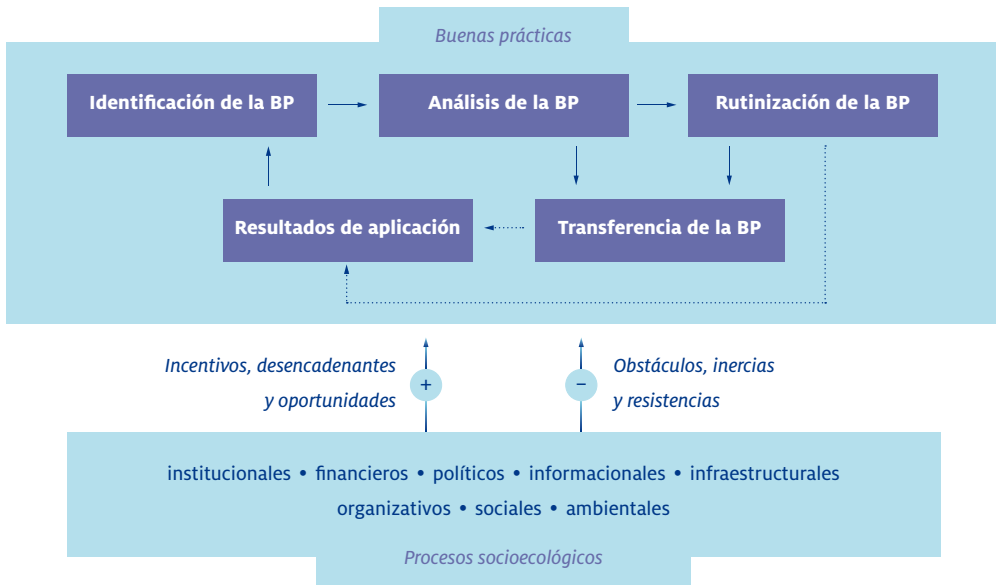 Buenas prácticas
Identificación de la BP
Análisis de la BP
Rutinización de la BP
Resultados de aplicación
Transferencia de la BP
Incentivos, desencadenantes
y oportunidades
+
−
Obstáculos, inercias
y resistencias
institucionales • financieros • políticos • informacionales • infraestructurales
organizativos • sociales • ambientales
Procesos socioecológicos